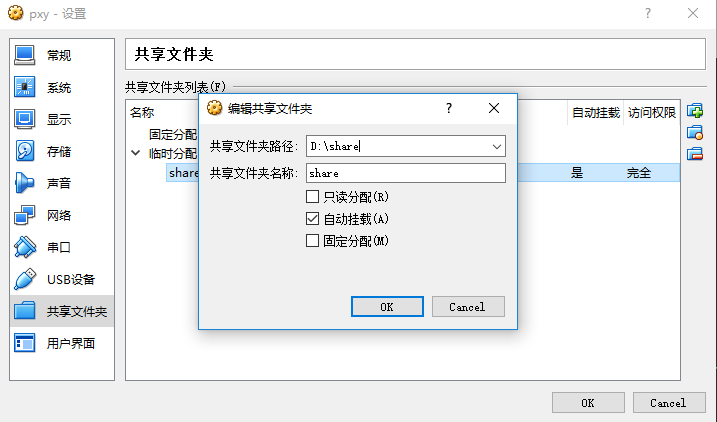 pxy - 设置
常规
系统
显示
存储
声音
网络
串口
USB设备
共享文件夹
用户界面
共享文件夹
共享文件夹列表(F)
名称
自动挂载
访问权限
固定分配
临时分配
share
是
完全
编辑共享文件夹
共享文件夹路径:
D:\share
共享文件夹名称:
share
只读分配(R)
自动挂载(A)
固定分配(M)
OK
Cancel
OK
Cancel